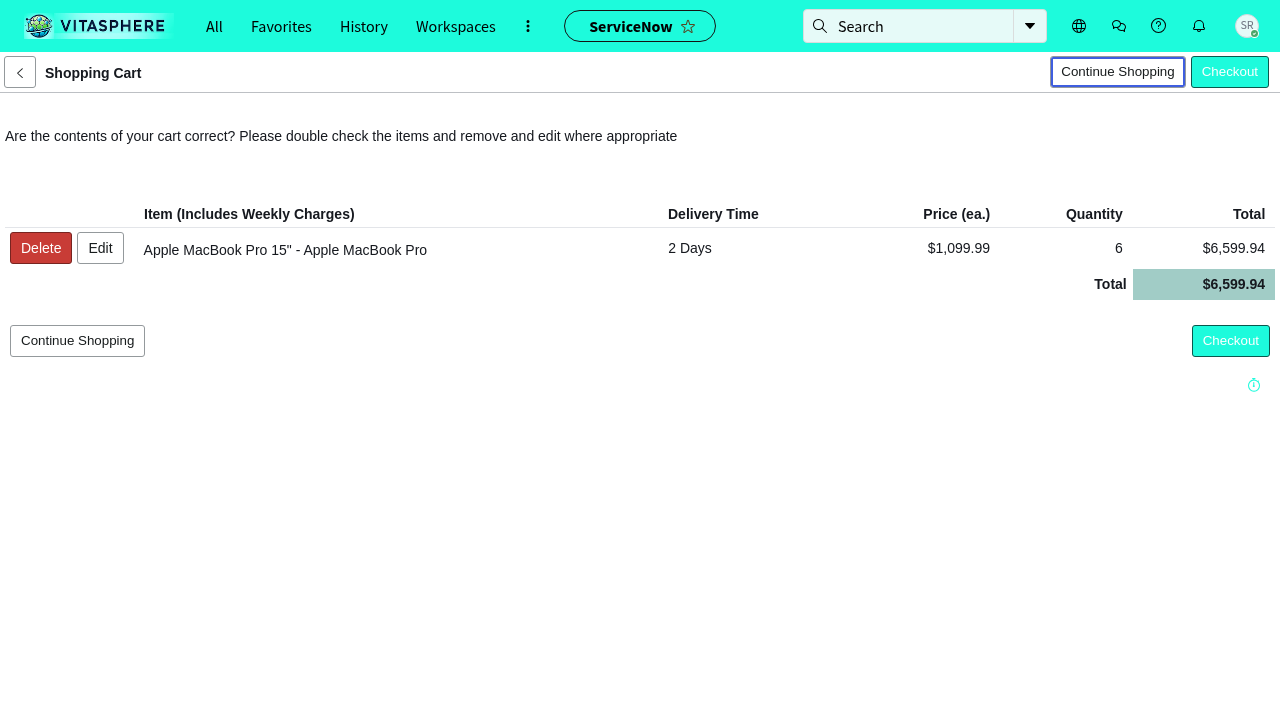 VITASPHERE All Favorites History Workspaces ServiceNow Search SR
Shopping Cart Continue Shopping Checkout
Are the contents of your cart correct? Please double check the items and remove and edit where appropriate
Item (Includes Weekly Charges) Delivery Time Price (ea.) Quantity Total
Delete Edit Apple MacBook Pro 15" - Apple MacBook Pro 2 Days $1,099.99 6 $6,599.94
Total $6,599.94
Continue Shopping Checkout